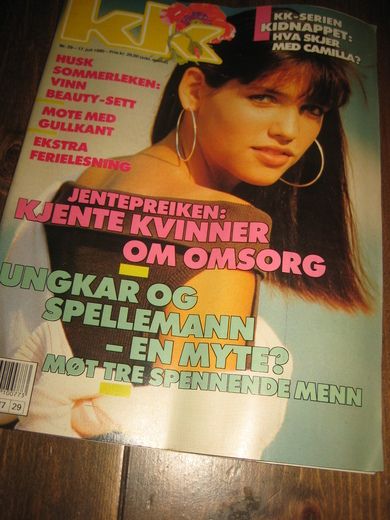 kk
KK-SERIEN
KIDNAPPET:
HVA SKJER
MED CAMILLA?
HUSK
SOMMERLEKEN:
VINN
BEAUTY-SETT
MOTE MED
GULLKANT
EKSTRA
FERIELESNING
JENTEPREIKEN:
KJENTE KVINNER
OM OMSORG
UNGKAR OG
SPELLEMANN
– EN MYTE?
MØT TRE SPENNENDE MENN
29